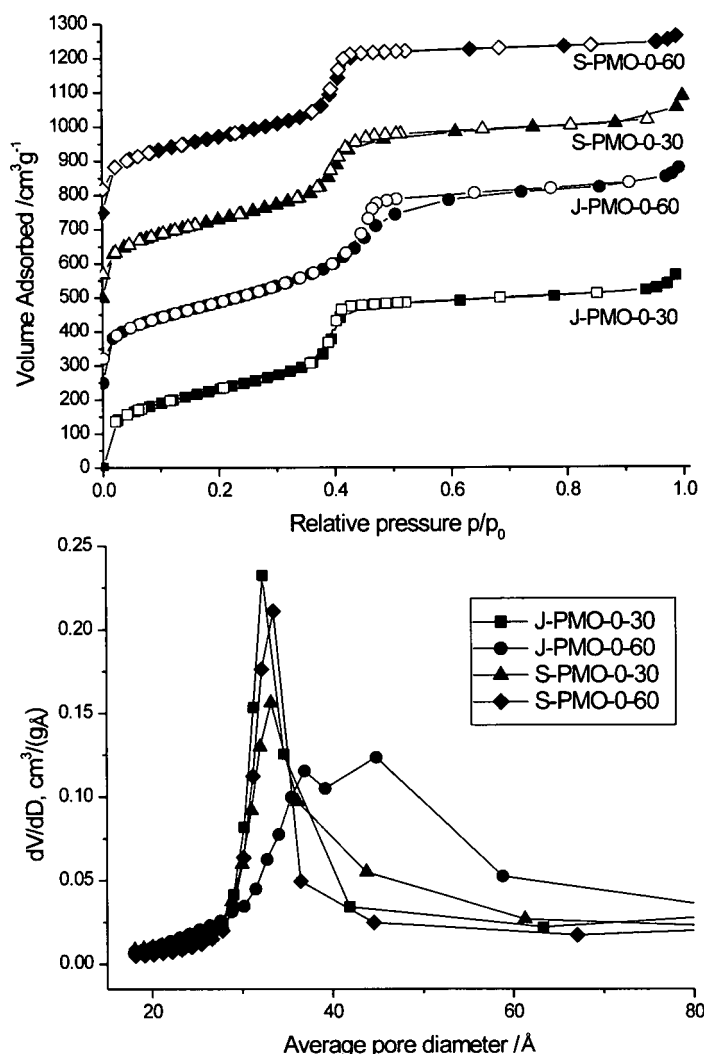 1300
1200
1100
1000
900
800
700
600
500
400
300
200
100
0
Volume Adsorbed /cm³g⁻¹
S-PMO-0-60
S-PMO-0-30
J-PMO-0-60
J-PMO-0-30
0.0 0.2 0.4 0.6 0.8 1.0
Relative pressure p/p₀
0.25
0.20
0.15
0.10
0.05
0.00
dV/dD, cm³/(gÅ)
J-PMO-0-30
J-PMO-0-60
S-PMO-0-30
S-PMO-0-60
20 40 60 80
Average pore diameter /Å